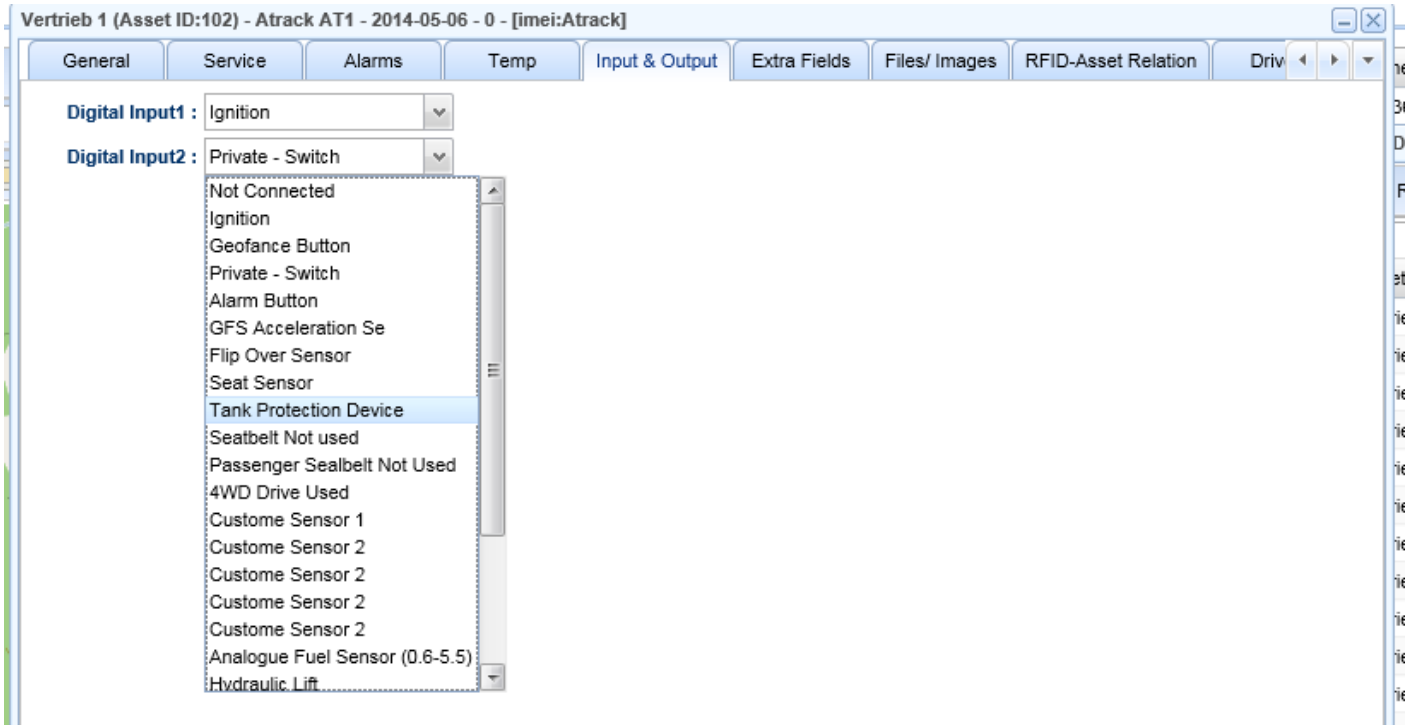 Vertrieb 1 (Asset ID:102) - Atrack AT1 - 2014-05-06 - 0 - [imei:Atrack]
General Service Alarms Temp Input & Output Extra Fields Files/ Images RFID-Asset Relation Driv
Digital Input1 : Ignition
Digital Input2 : Private - Switch
Not Connected
Ignition
Geofance Button
Private - Switch
Alarm Button
GFS Acceleration Se
Flip Over Sensor
Seat Sensor
Tank Protection Device
Seatbelt Not used
Passenger Sealbelt Not Used
4WD Drive Used
Custome Sensor 1
Custome Sensor 2
Custome Sensor 2
Custome Sensor 2
Custome Sensor 2
Analogue Fuel Sensor (0.6-5.5)
Hydraulic Lift